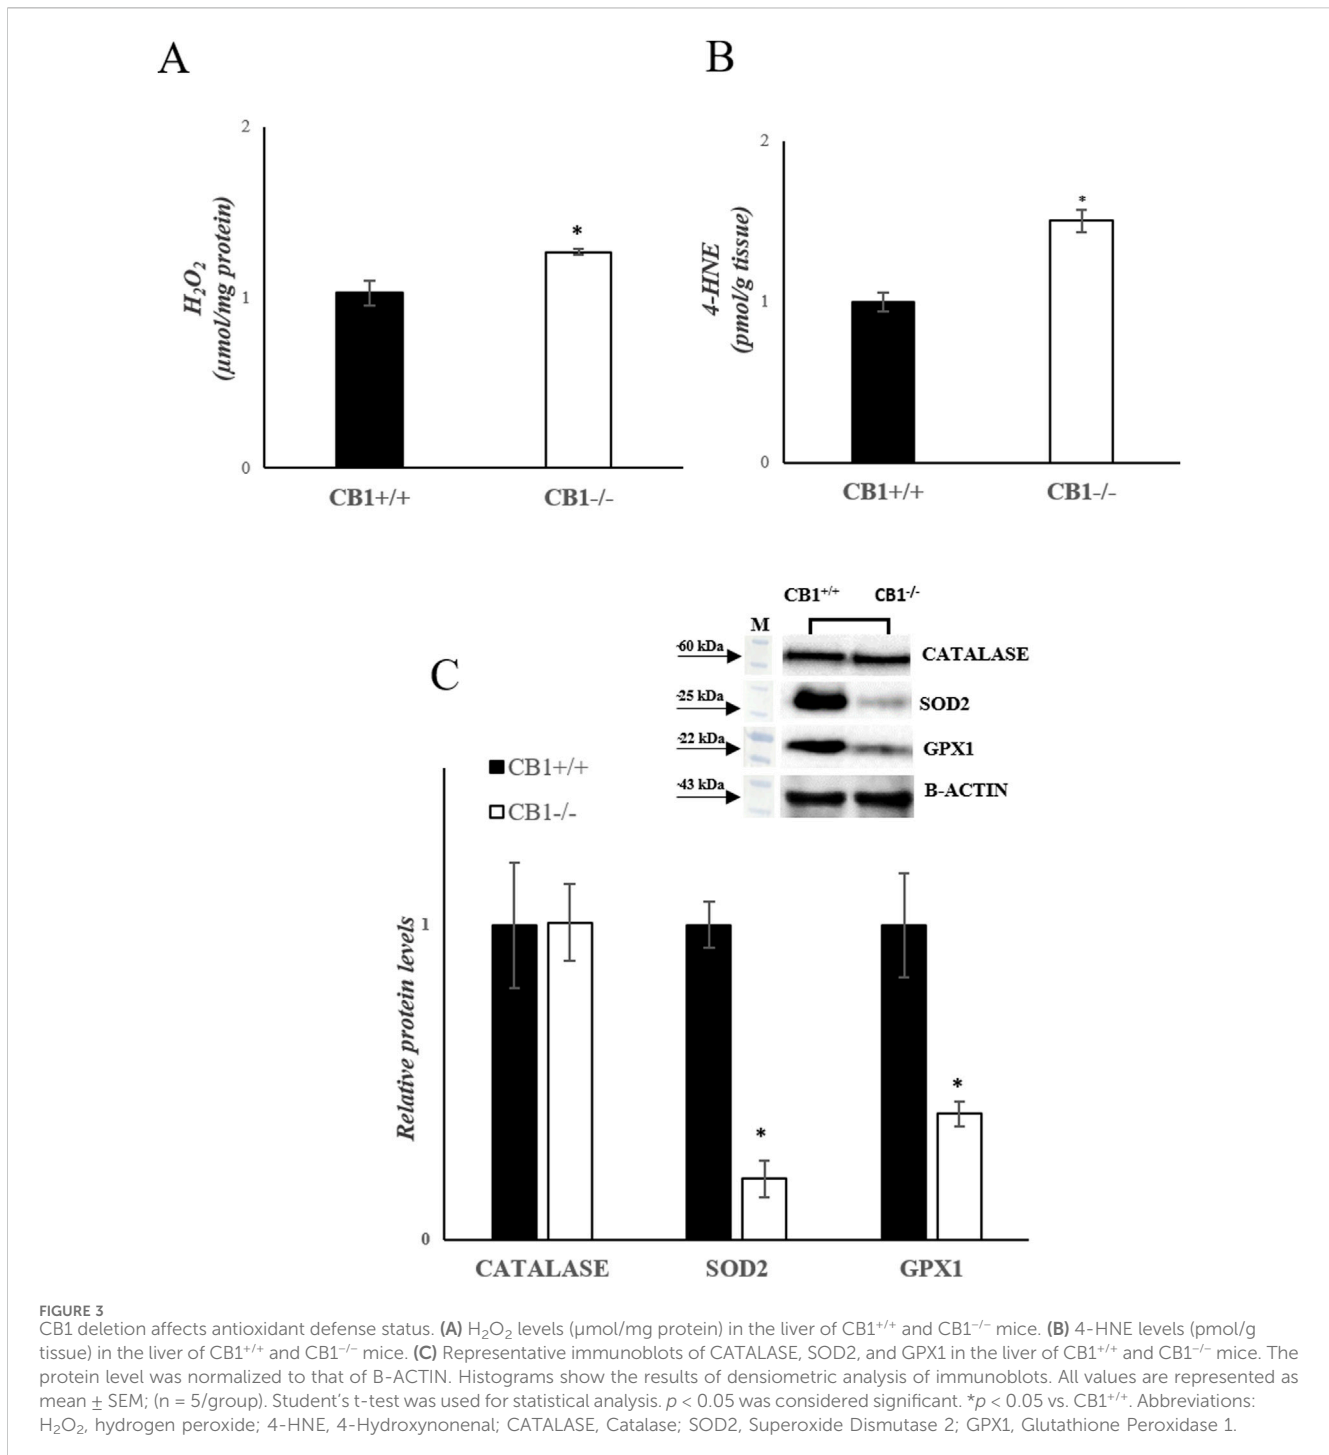 A
2
1
0
H₂O₂
(µmol/mg protein)
*
CB1+/+
CB1-/-
B
2
1
0
4-HNE
(pmol/g tissue)
*
CB1+/+
CB1-/-
C
CB1+/+ CB1-/-
M
-60 kDa CATALASE
-25 kDa SOD2
-22 kDa GPX1
-43 kDa B-ACTIN
CB1+/+
CB1-/-
Relative protein levels
1
0
*
*
CATALASE SOD2 GPX1
FIGURE 3
CB1 deletion affects antioxidant defense status. (A) H₂O₂ levels (µmol/mg protein) in the liver of CB1⁺/⁺ and CB1⁻/⁻ mice. (B) 4-HNE levels (pmol/g
tissue) in the liver of CB1⁺/⁺ and CB1⁻/⁻ mice. (C) Representative immunoblots of CATALASE, SOD2, and GPX1 in the liver of CB1⁺/⁺ and CB1⁻/⁻ mice. The
protein level was normalized to that of B-ACTIN. Histograms show the results of densiometric analysis of immunoblots. All values are represented as
mean ± SEM; (n = 5/group). Student's t-test was used for statistical analysis. p < 0.05 was considered significant. *p < 0.05 vs. CB1⁺/⁺. Abbreviations:
H₂O₂, hydrogen peroxide; 4-HNE, 4-Hydroxynonenal; CATALASE, Catalase; SOD2, Superoxide Dismutase 2; GPX1, Glutathione Peroxidase 1.